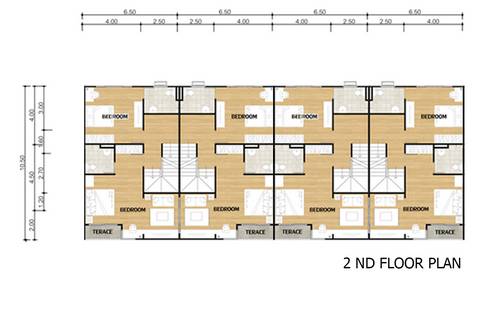 6.50 6.50 6.50 6.50
4.00 2.50 2.50 4.00 4.00 2.50 2.50 4.00
10.50
4.00 4.50 2.00
3.00 1.60 2.70 1.20
BEDROOM BEDROOM BEDROOM BEDROOM
BEDROOM BEDROOM BEDROOM BEDROOM
TERACE TERACE TERACE TERACE
2 ND FLOOR PLAN